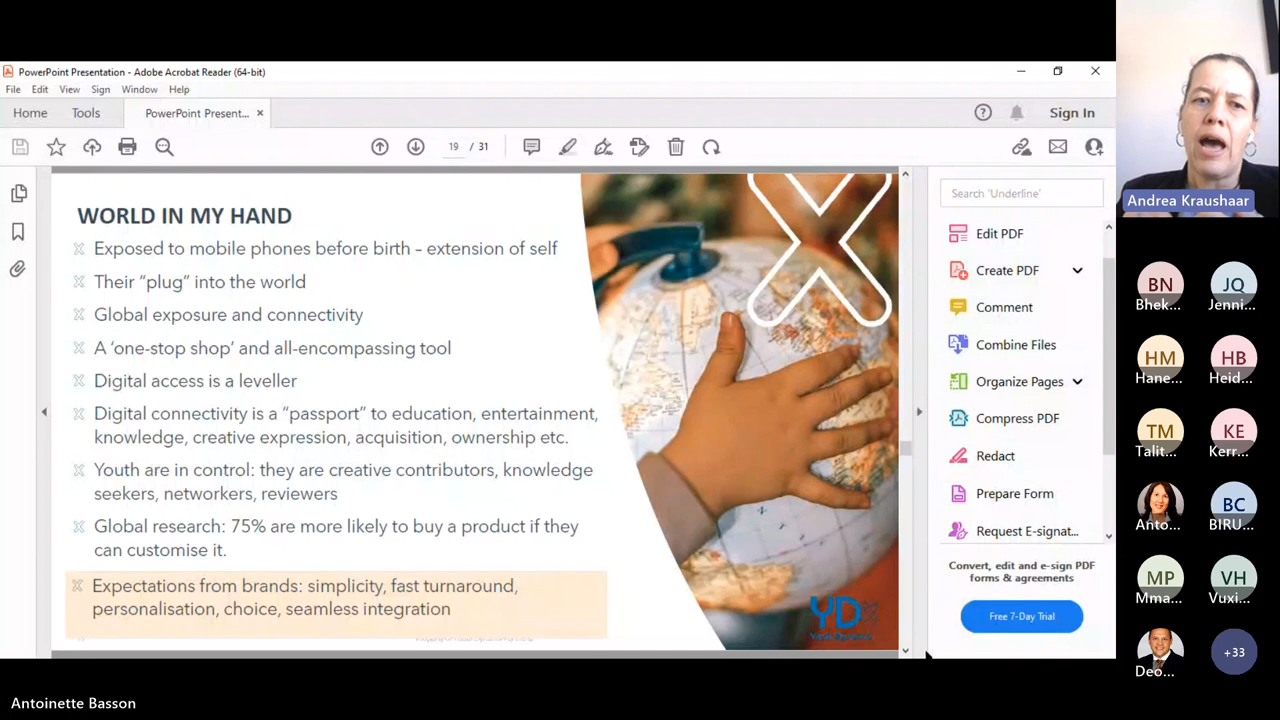 PowerPoint Presentation - Adobe Acrobat Reader (64-bit)
File Edit View Sign Window Help
Home Tools PowerPoint Present... × Sign In
19 / 31
WORLD IN MY HAND
Exposed to mobile phones before birth – extension of self
Their “plug” into the world
Global exposure and connectivity
A ‘one-stop shop’ and all-encompassing tool
Digital access is a leveller
Digital connectivity is a “passport” to education, entertainment,
knowledge, creative expression, acquisition, ownership etc.
Youth are in control: they are creative contributors, knowledge
seekers, networkers, reviewers
Global research: 75% are more likely to buy a product if they
can customise it.
Expectations from brands: simplicity, fast turnaround,
personalisation, choice, seamless integration
YDx
Search 'Underline'
Edit PDF
Create PDF
Comment
Combine Files
Organize Pages
Compress PDF
Redact
Prepare Form
Request E-signat...
Convert, edit and e-sign PDF
forms & agreements
Free 7-Day Trial
Andrea Kraushaar
BN JQ
Bhek... Jenni...
HM HB
Hane... Heid...
TM KE
Talit... Kerr...
BC
Anto... BIRU...
MP VH
Mma... Vuxi...
+33
Deo...
Antoinette Basson